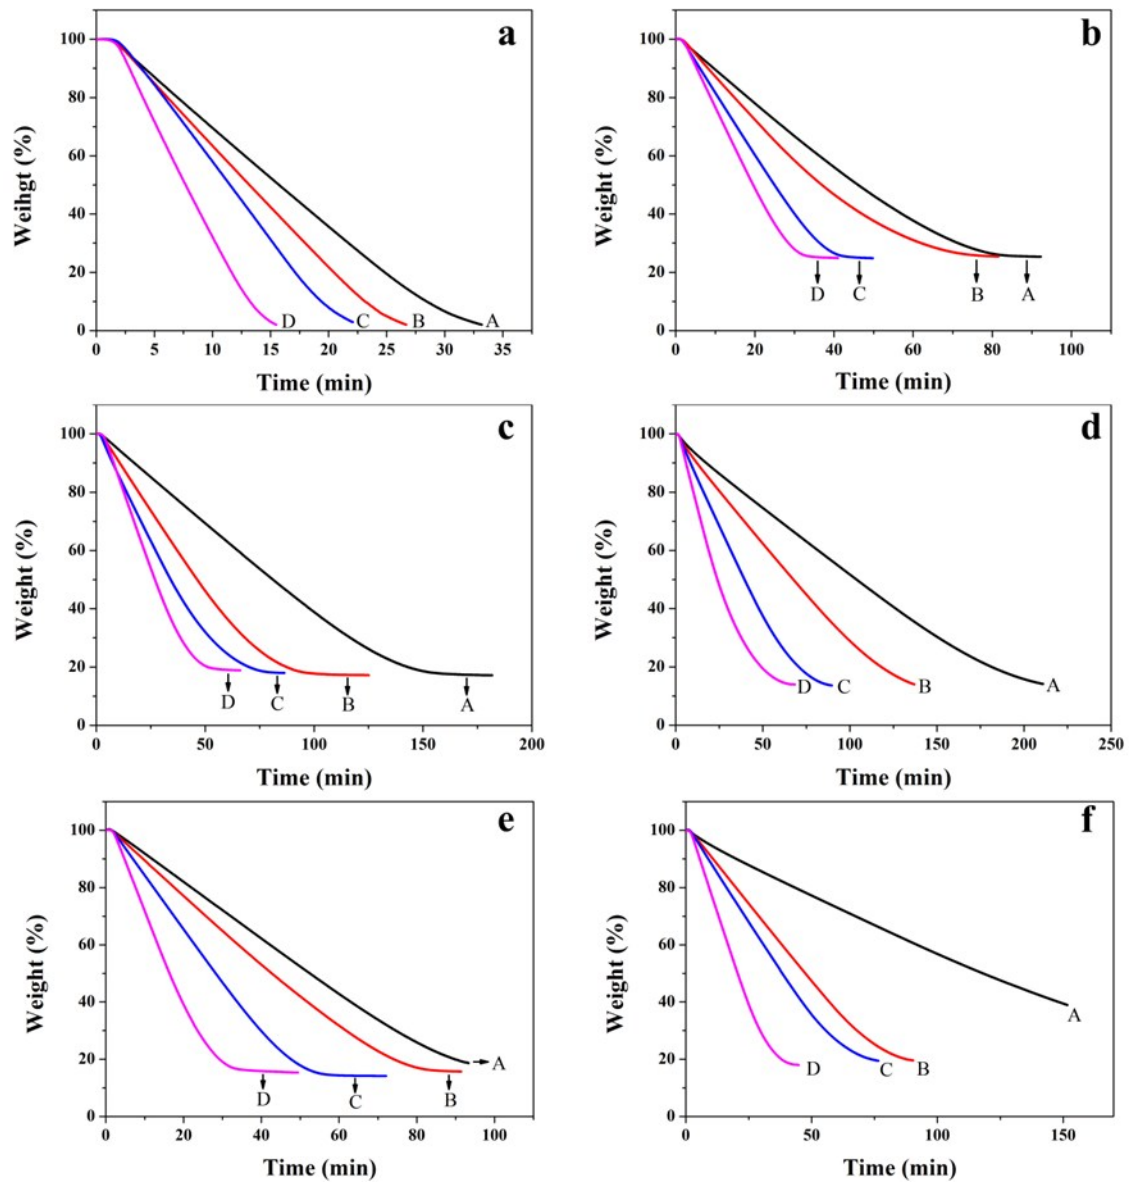 a
100
80
60
40
20
0
Weihgt (%)
D C B A
0 5 10 15 20 25 30 35
Time (min)
b
100
80
60
40
20
0
Weight (%)
D C B A
0 20 40 60 80 100
Time (min)
c
100
80
60
40
20
0
Weight (%)
D C B A
0 50 100 150 200
Time (min)
d
100
80
60
40
20
0
Weight (%)
D C B A
0 50 100 150 200 250
Time (min)
e
100
80
60
40
20
0
Weight (%)
A
D C B
0 20 40 60 80 100
Time (min)
f
100
80
60
40
20
0
Weight (%)
A
D C B
0 50 100 150
Time (min)